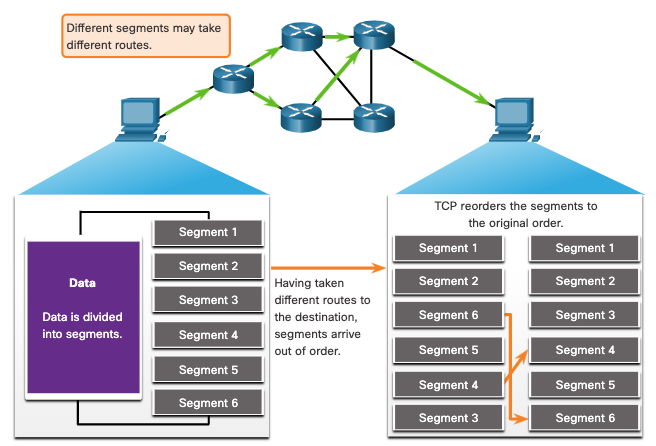 Different segments may take
different routes.
Data
Data is divided
into segments.
Segment 1
Segment 2
Segment 3
Segment 4
Segment 5
Segment 6
Having taken
different routes to
the destination,
segments arrive
out of order.
TCP reorders the segments to
the original order.
Segment 1
Segment 2
Segment 6
Segment 5
Segment 4
Segment 3
Segment 1
Segment 2
Segment 3
Segment 4
Segment 5
Segment 6